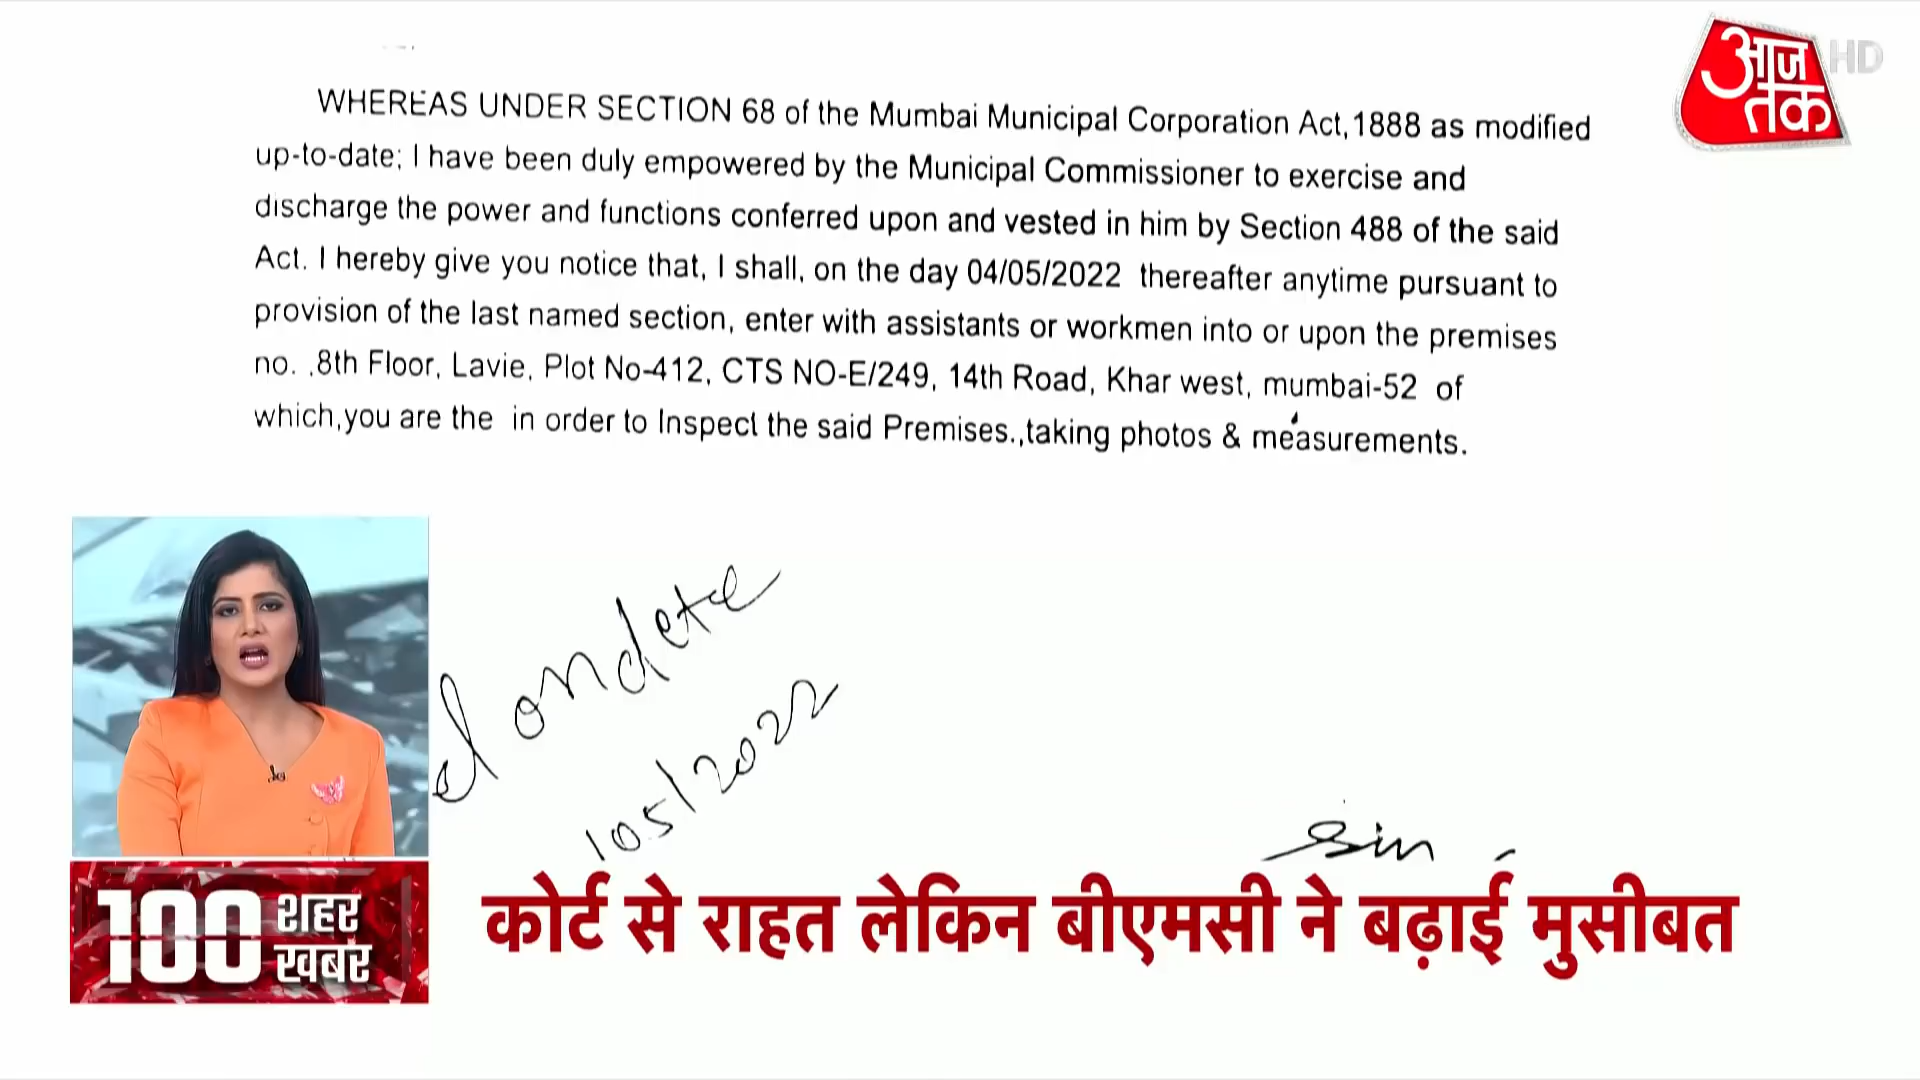 आज तक HD
WHEREAS UNDER SECTION 68 of the Mumbai Municipal Corporation Act,1888 as modified
up-to-date; I have been duly empowered by the Municipal Commissioner to exercise and
discharge the power and functions conferred upon and vested in him by Section 488 of the said
Act. I hereby give you notice that, I shall, on the day 04/05/2022 thereafter anytime pursuant to
provision of the last named section, enter with assistants or workmen into or upon the premises
no. .8th Floor, Lavie, Plot No-412, CTS NO-E/249, 14th Road, Khar west, mumbai-52 of
which,you are the in order to Inspect the said Premises.,taking photos & measurements.
/05/2022
100 शहर
खबर
कोर्ट से राहत लेकिन बीएमसी ने बढ़ाई मुसीबत